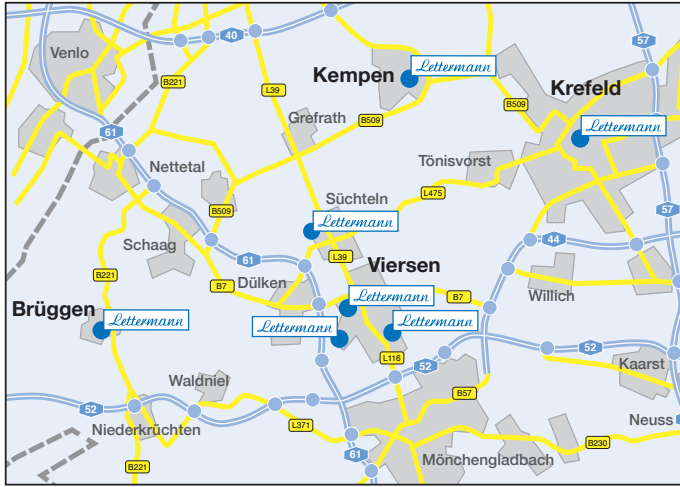 57
40
Venlo
B221
Kempen
Lettermann
Krefeld
L39
B509
Grefrath
B509
Lettermann
61
Tönisvorst
Nettetal
L475
Süchteln
B509
57
Lettermann
Schaag
44
L39
61
B221
Viersen
B7
Dülken
B7
Willich
Brüggen
Lettermann
Lettermann
Lettermann
Lettermann
52
52
L116
Kaarst
Waldniel
B57
52
Neuss
L371
Niederkrüchten
B230
61
Mönchengladbach
B221